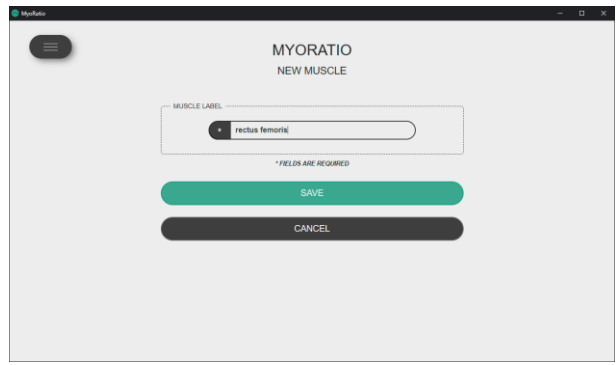 MyoRatio
MYORATIO
NEW MUSCLE
MUSCLE LABEL
* rectus femoris
* FIELDS ARE REQUIRED
SAVE
CANCEL